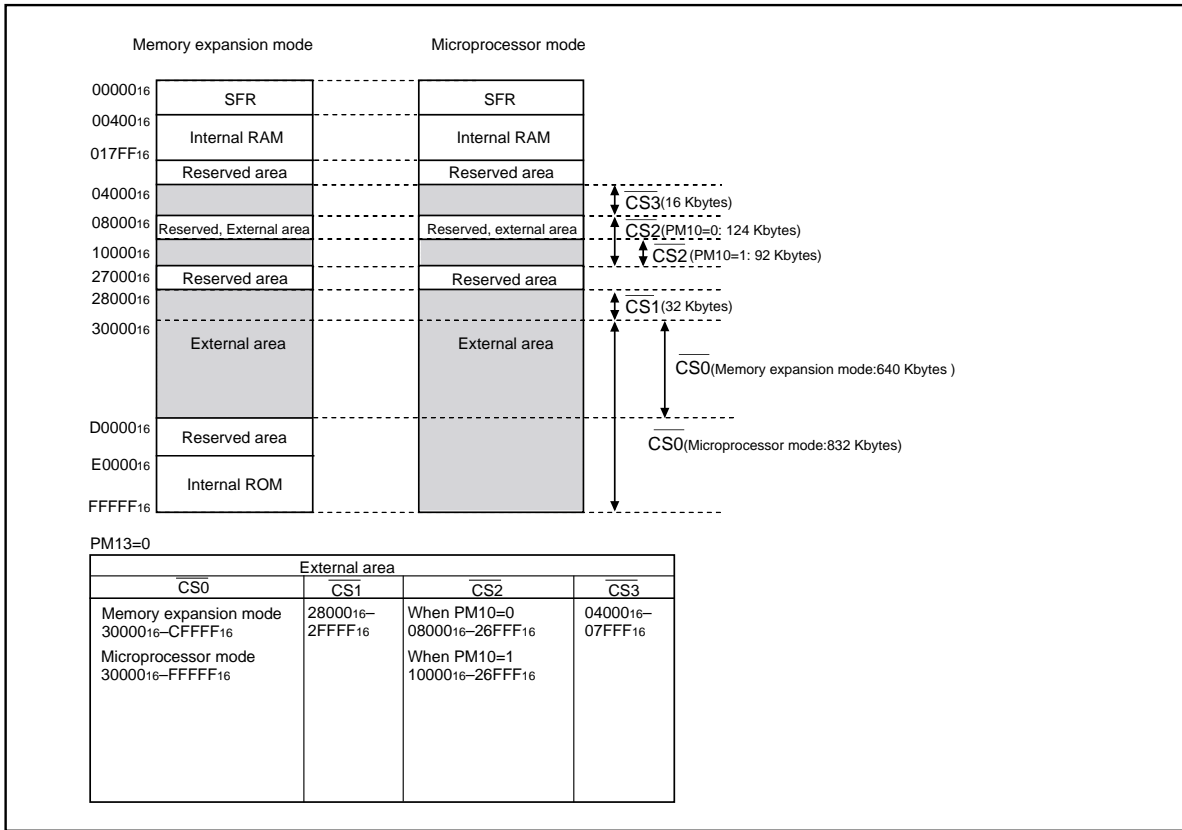 Memory expansion mode
Microprocessor mode
0000016
SFR
SFR
0040016
Internal RAM
Internal RAM
017FF16
Reserved area
Reserved area
0400016
CS3(16 Kbytes)
0800016
Reserved, External area
Reserved, external area
CS2(PM10=0: 124 Kbytes)
1000016
CS2(PM10=1: 92 Kbytes)
2700016
Reserved area
Reserved area
2800016
CS1(32 Kbytes)
3000016
External area
External area
CS0(Memory expansion mode:640 Kbytes )
D000016
Reserved area
CS0(Microprocessor mode:832 Kbytes)
E000016
Internal ROM
FFFFF16
PM13=0
External area
CS0
CS1
CS2
CS3
Memory expansion mode
3000016–CFFFF16
Microprocessor mode
3000016–FFFFF16
2800016–
2FFFF16
When PM10=0
0800016–26FFF16
When PM10=1
1000016–26FFF16
0400016–
07FFF16